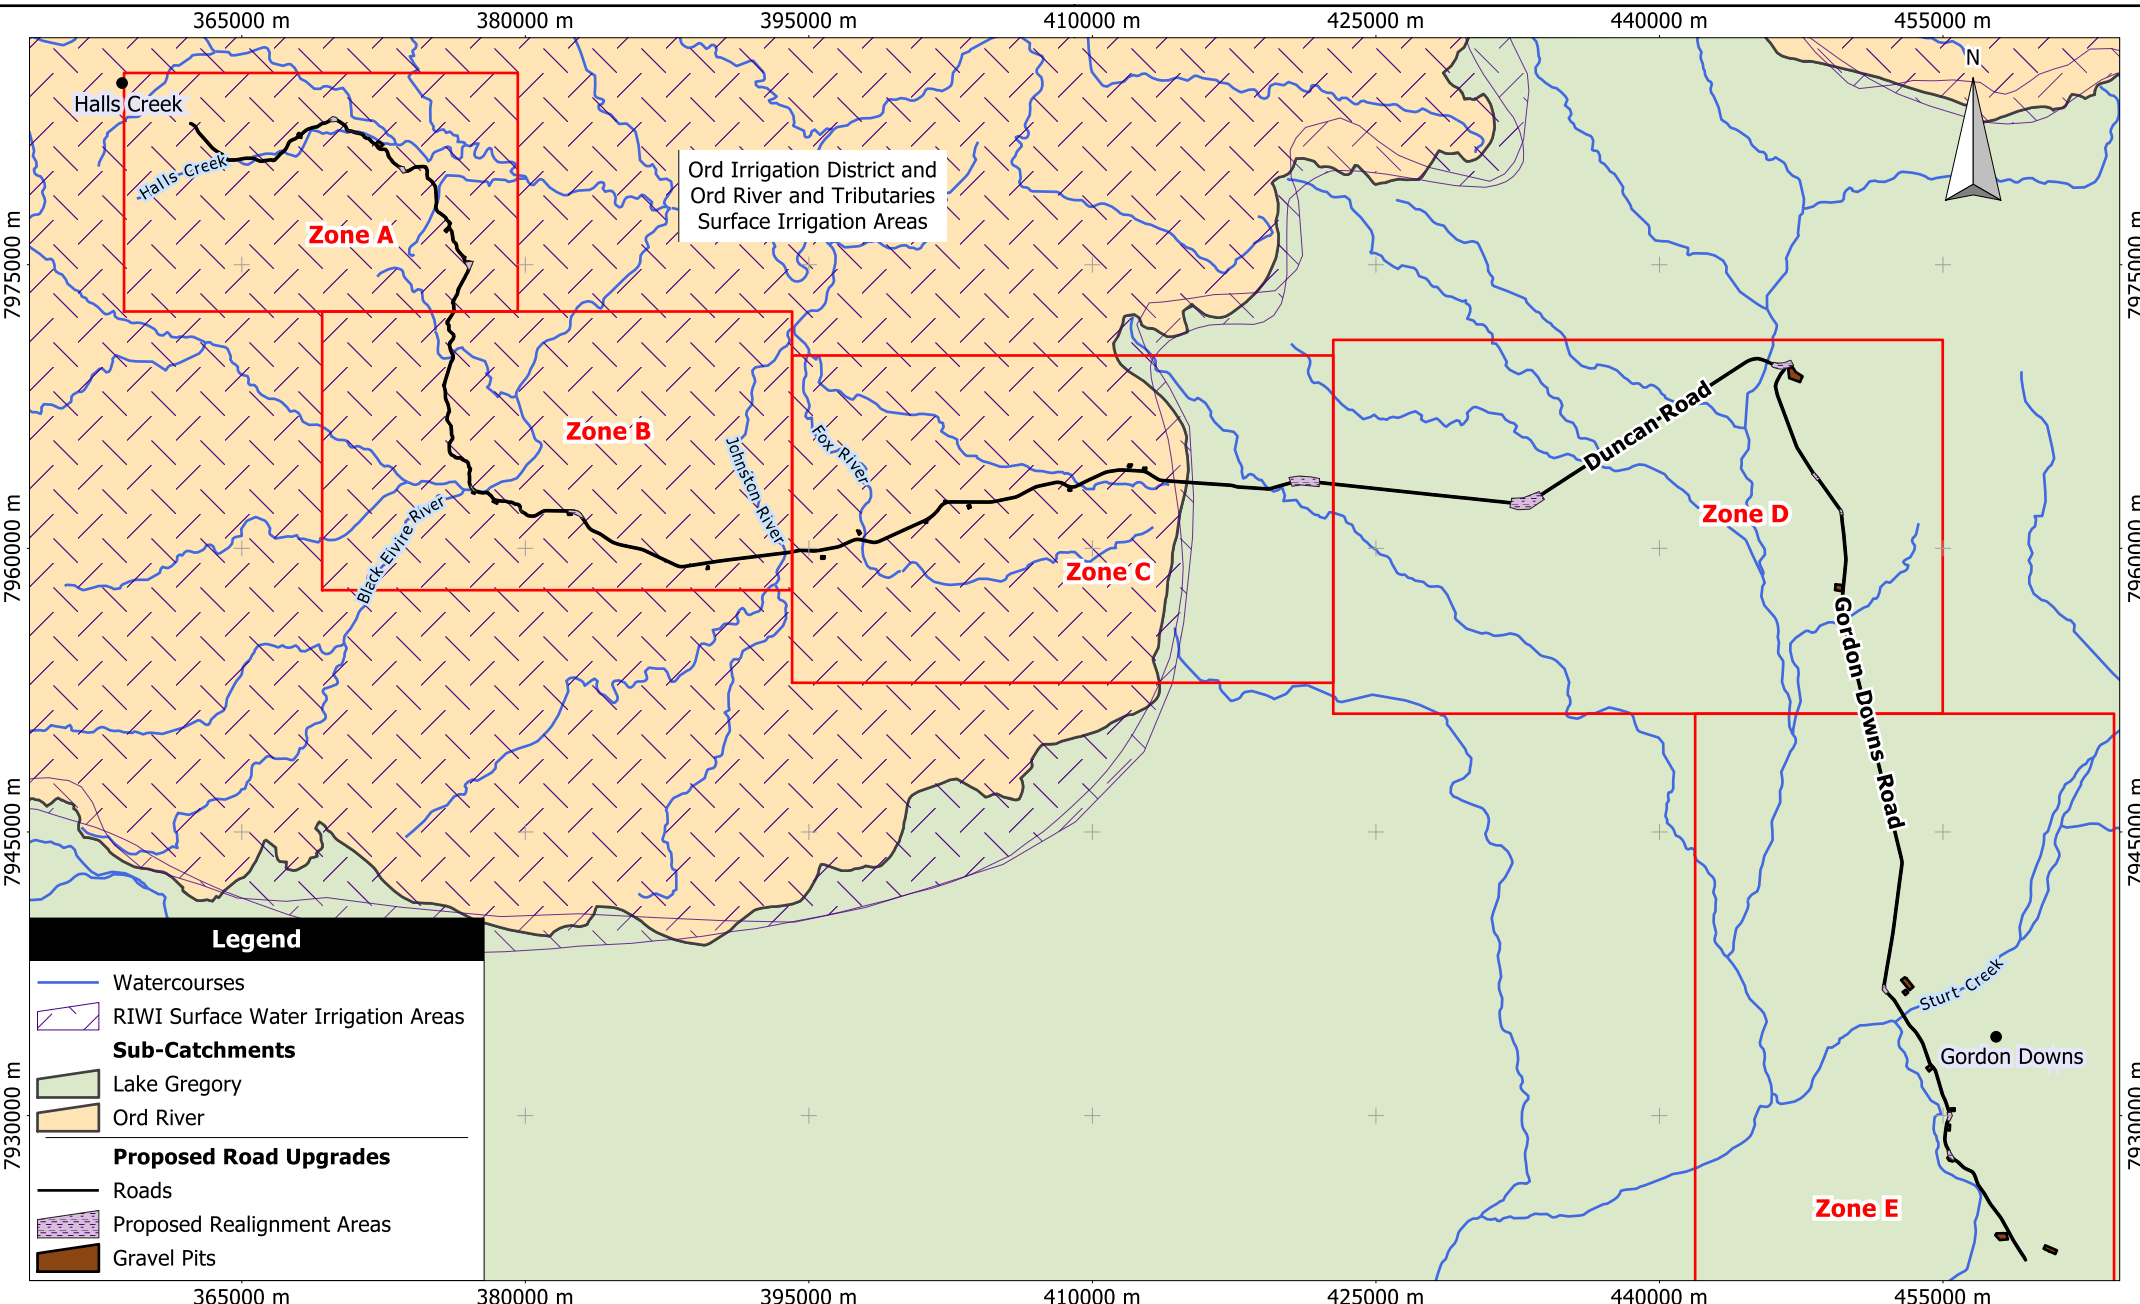 365000 m 380000 m 395000 m 410000 m 425000 m 440000 m 455000 m
N
Halls Creek
Halls Creek
Ord Irrigation District and
Ord River and Tributaries
Surface Irrigation Areas
Zone A
7975000 m
7975000 m
Duncan Road
Zone B
Johnston River
Fox River
Black Elvire River
Zone C
Zone D
7960000 m
7960000 m
Gordon Downs Road
7945000 m
7945000 m
Sturt Creek
Gordon Downs
Zone E
7930000 m
7930000 m
Legend
Watercourses
RIWI Surface Water Irrigation Areas
Sub-Catchments
Lake Gregory
Ord River
Proposed Road Upgrades
Roads
Proposed Realignment Areas
Gravel Pits
365000 m 380000 m 395000 m 410000 m 425000 m 440000 m 455000 m